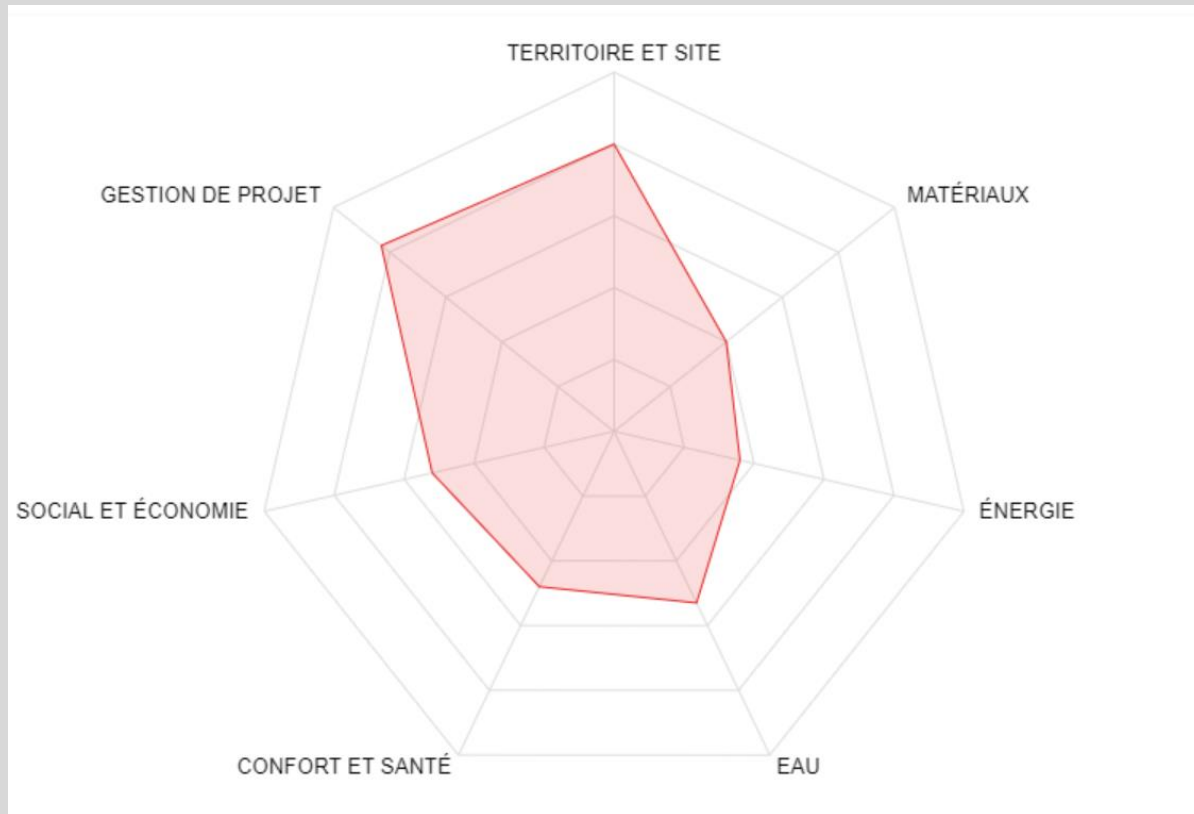 TERRITOIRE ET SITE
GESTION DE PROJET
MATÉRIAUX
SOCIAL ET ÉCONOMIE
ÉNERGIE
CONFORT ET SANTÉ
EAU